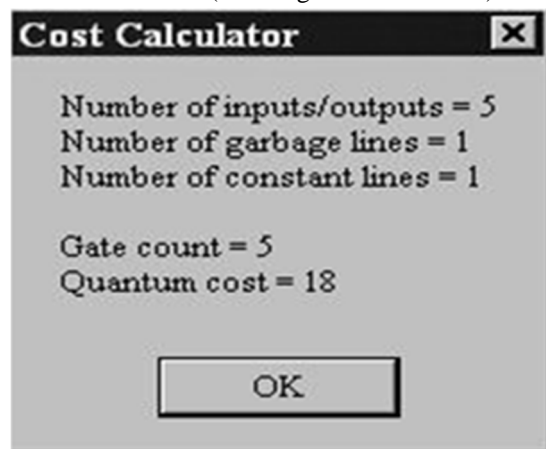 Cost Calculator
Number of inputs/outputs = 5
Number of garbage lines = 1
Number of constant lines = 1
Gate count = 5
Quantum cost = 18
OK